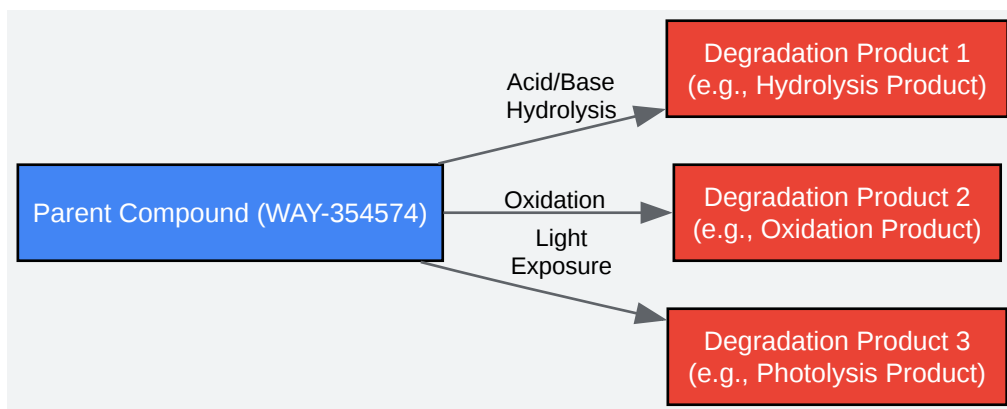 Degradation Product 1
(e.g., Hydrolysis Product)
Acid/Base
Hydrolysis
Parent Compound (WAY-354574)
Oxidation
Degradation Product 2
(e.g., Oxidation Product)
Light
Exposure
Degradation Product 3
(e.g., Photolysis Product)